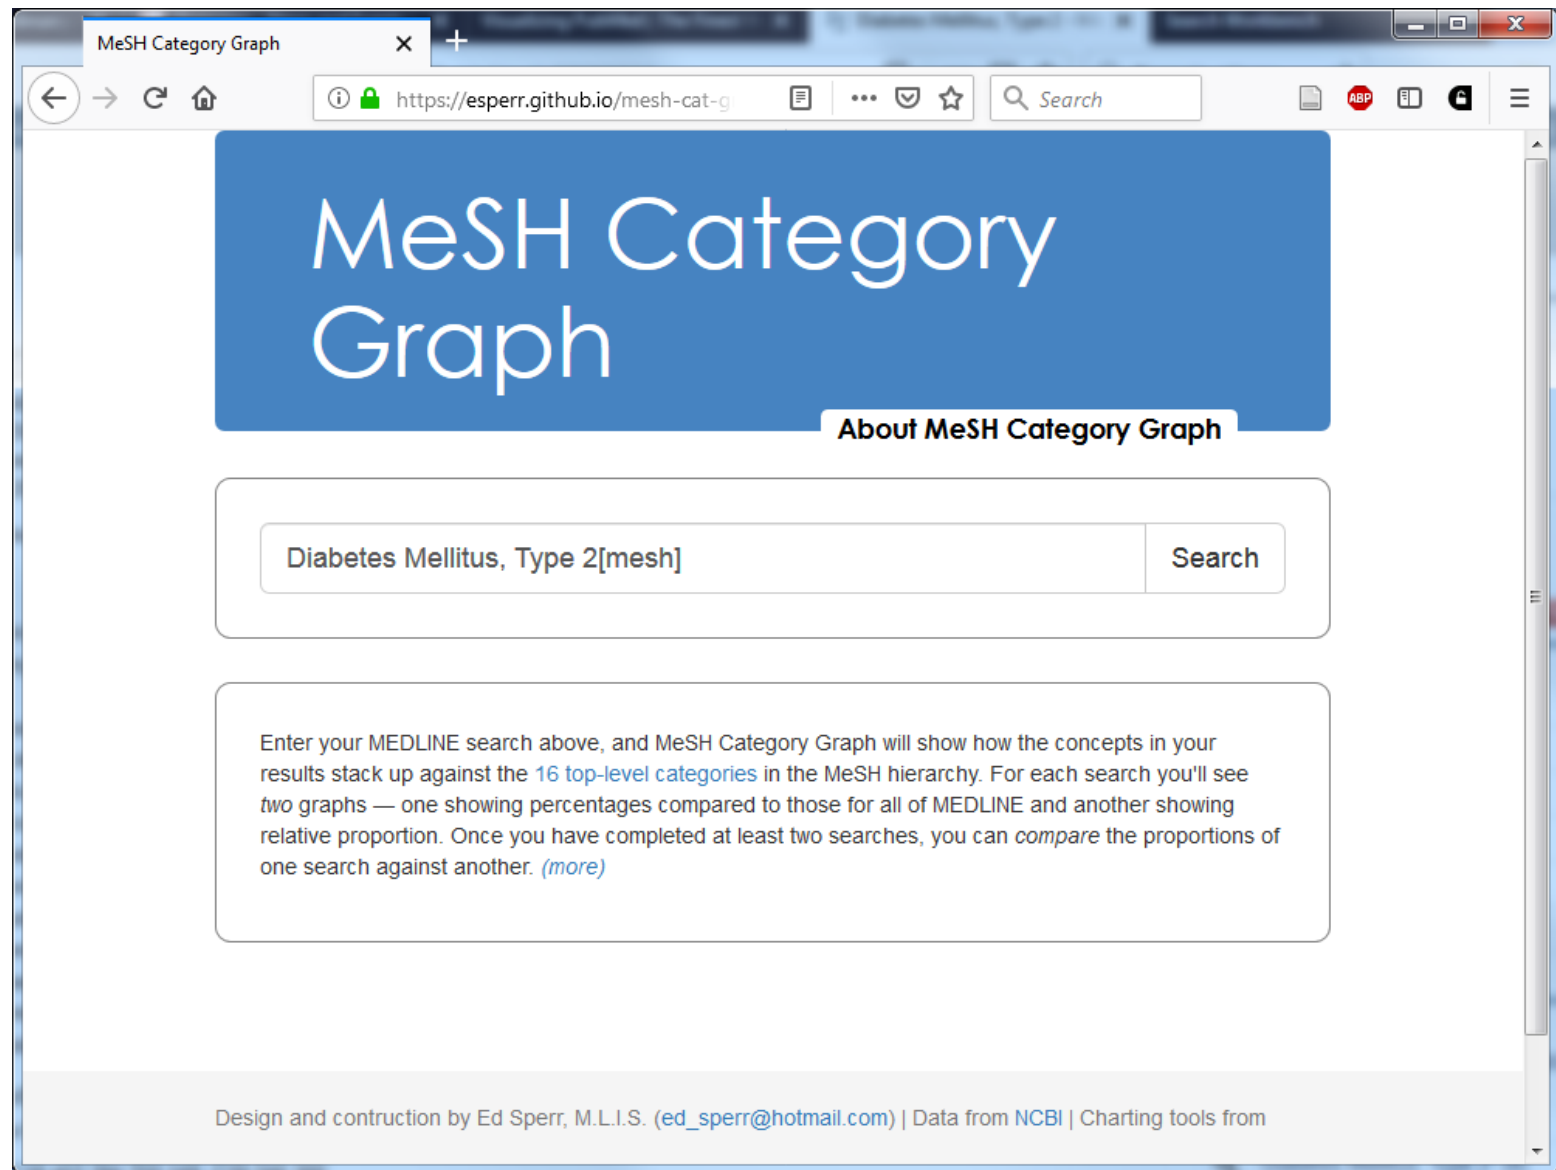 MeSH Category Graph
https://esperr.github.io/mesh-cat-g
Search
ABP
MeSH Category
Graph
About MeSH Category Graph
Diabetes Mellitus, Type 2[mesh]
Search
Enter your MEDLINE search above, and MeSH Category Graph will show how the concepts in your
results stack up against the 16 top-level categories in the MeSH hierarchy. For each search you'll see
two graphs — one showing percentages compared to those for all of MEDLINE and another showing
relative proportion. Once you have completed at least two searches, you can compare the proportions of
one search against another. (more)
Design and contruction by Ed Sperr, M.L.I.S. (ed_sperr@hotmail.com) | Data from NCBI | Charting tools from